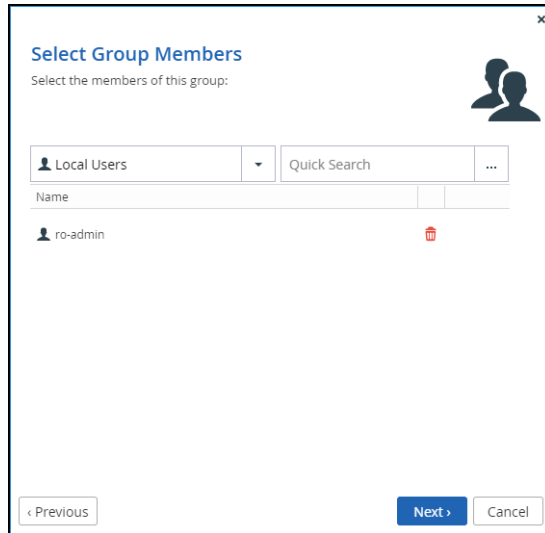 ×
Select Group Members
Select the members of this group:
Local Users
Quick Search
...
Name
ro-admin
‹ Previous
Next ›
Cancel